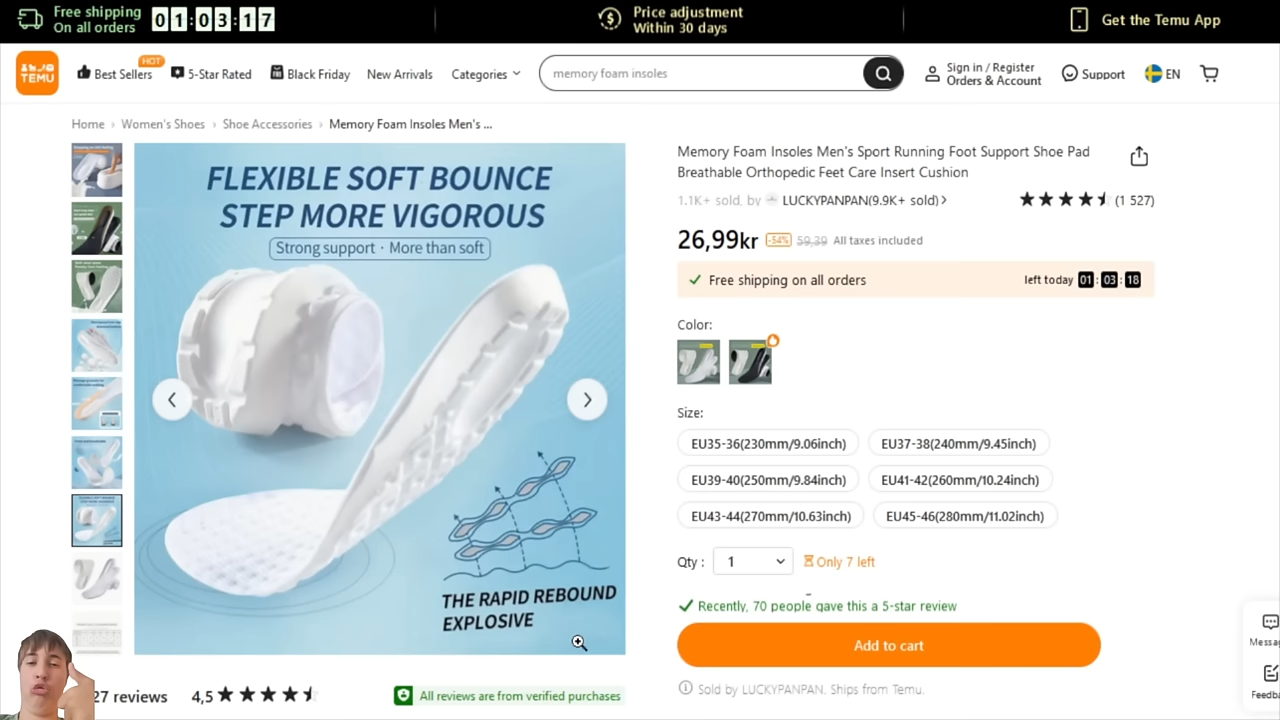 Free shipping
On all orders
01:03:17
Price adjustment
Within 30 days
Get the Temu App
TEMU
Best Sellers
HOT
5-Star Rated
Black Friday
New Arrivals
Categories
memory foam insoles
Sign in / Register
Orders & Account
Support
EN
Home › Women's Shoes › Shoe Accessories › Memory Foam Insoles Men's ...
FLEXIBLE SOFT BOUNCE
STEP MORE VIGOROUS
Strong support · More than soft
THE RAPID REBOUND
EXPLOSIVE
Memory Foam Insoles Men's Sport Running Foot Support Shoe Pad
Breathable Orthopedic Feet Care Insert Cushion
1.1K+ sold, by LUCKYPANPAN(9.9K+ sold) ›
(1 527)
26,99kr -54% 59,39 All taxes included
Free shipping on all orders
left today 01:03:18
Color:
Size:
EU35-36(230mm/9.06inch)
EU37-38(240mm/9.45inch)
EU39-40(250mm/9.84inch)
EU41-42(260mm/10.24inch)
EU43-44(270mm/10.63inch)
EU45-46(280mm/11.02inch)
Qty : 1
Only 7 left
Recently, 70 people gave this a 5-star review
Add to cart
Sold by LUCKYPANPAN. Ships from Temu.
27 reviews
4,5
All reviews are from verified purchases
Messa
Feedba